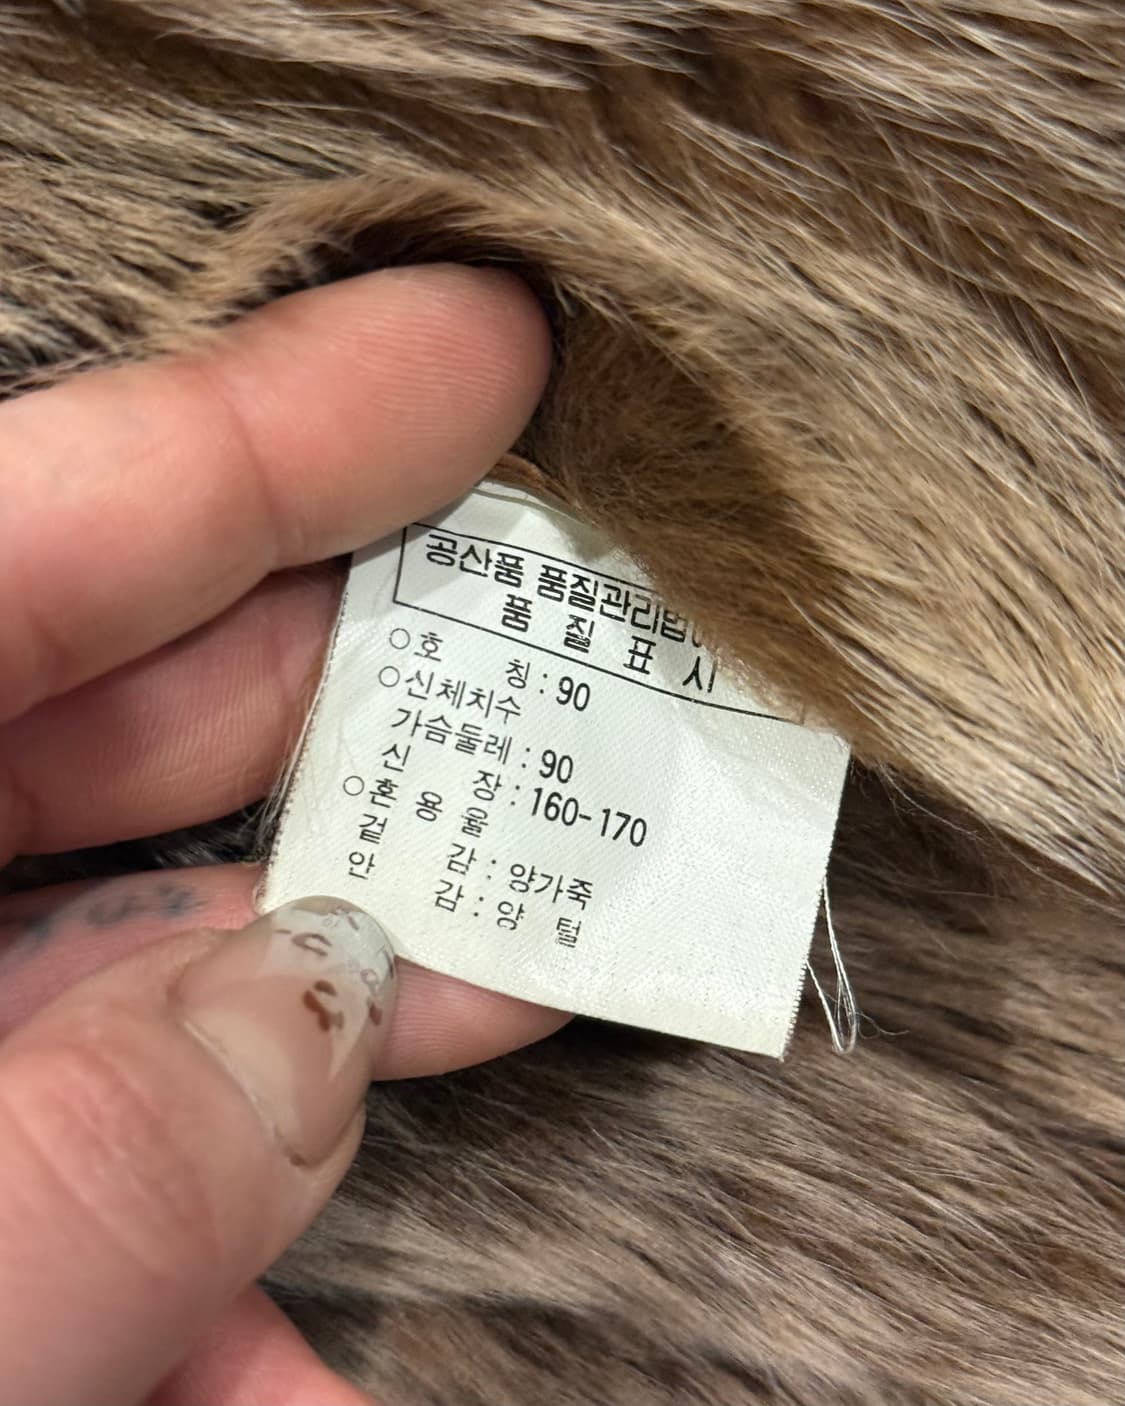 공산품 품질관리법
품 질 표 시
○호 칭 : 90
○신체치수
가슴둘레 : 90
신 장 : 160-170
○혼 용 율
겉 감 : 양가죽
안 감 : 양 털